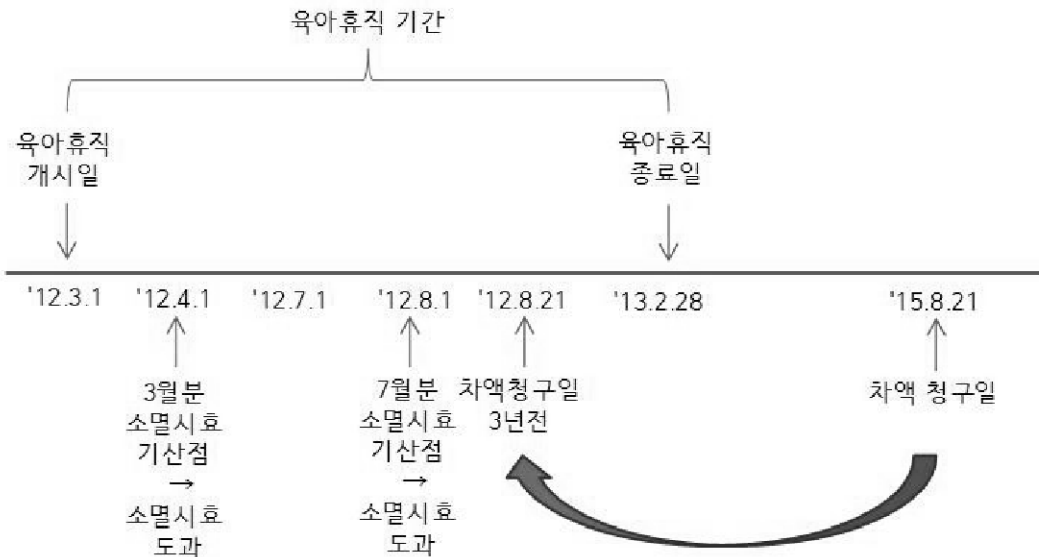 육아휴직 기간
육아휴직
개시일
육아휴직
종료일
'12.3.1 '12.4.1 '12.7.1 '12.8.1 '12.8.21 '13.2.28 '15.8.21
3월분
소멸시효
기산점
→
소멸시효
도과
7월분
소멸시효
기산점
→
소멸시효
도과
차액청구일
3년전
차액 청구일